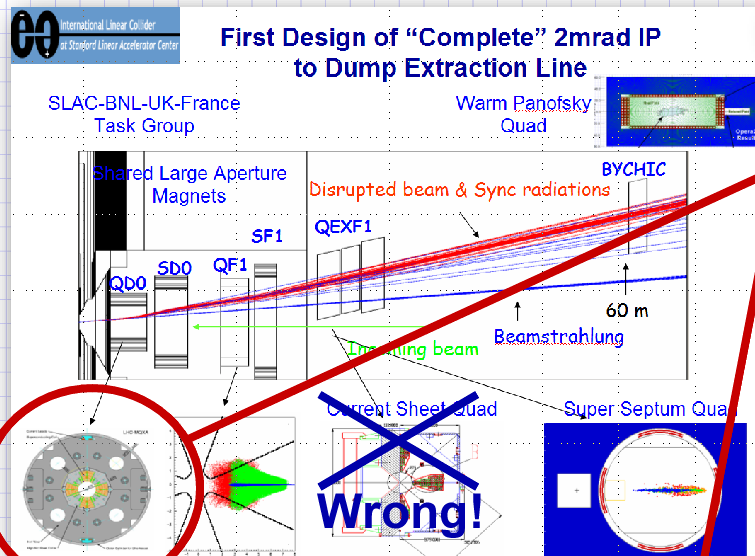 International Linear Collider
at Stanford Linear Accelerator Center
First Design of “Complete” 2mrad IP
to Dump Extraction Line
SLAC-BNL-UK-France
Task Group
Warm Panofsky
Quad
Shared Large Aperture
Magnets
Disrupted beam & Sync radiations
BYCHIC
QEXF1
SF1
QF1
SD0
QD0
60 m
Beamstrahlung
Incoming beam
Current Sheet Quad
Super Septum Quad
Wrong!